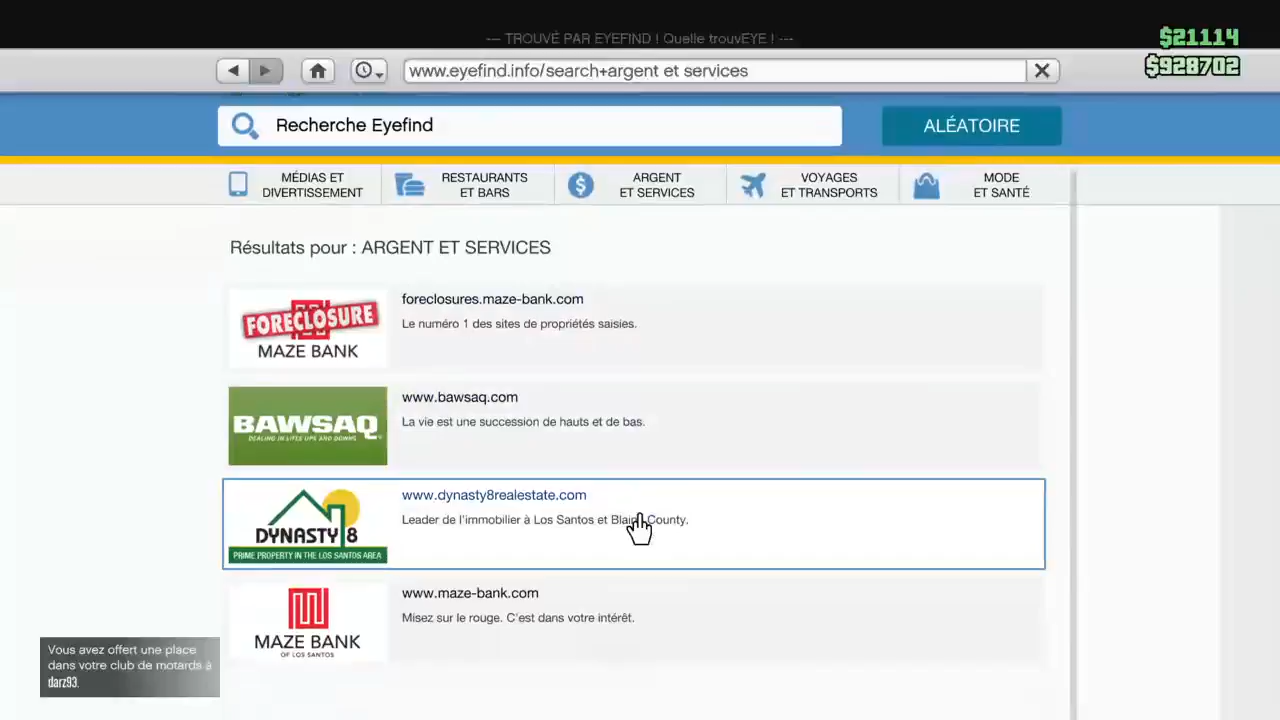 --- TROUVÉ PAR EYEFIND ! Quelle trouvEYE ! ---
$21114
$928702
www.eyefind.info/search+argent et services
Recherche Eyefind
ALÉATOIRE
MÉDIAS ET
DIVERTISSEMENT
RESTAURANTS
ET BARS
ARGENT
ET SERVICES
VOYAGES
ET TRANSPORTS
MODE
ET SANTÉ
Résultats pour : ARGENT ET SERVICES
FORECLOSURE
MAZE BANK
foreclosures.maze-bank.com
Le numéro 1 des sites de propriétés saisies.
BAWSAQ
DEALING IN LIFE'S UPS AND DOWNS
www.bawsaq.com
La vie est une succession de hauts et de bas.
DYNASTY 8
PRIME PROPERTY IN THE LOS SANTOS AREA
www.dynasty8realestate.com
Leader de l'immobilier à Los Santos et Blaine County.
MAZE BANK
OF LOS SANTOS
www.maze-bank.com
Misez sur le rouge. C'est dans votre intérêt.
Vous avez offert une place
dans votre club de motards à
darz93.